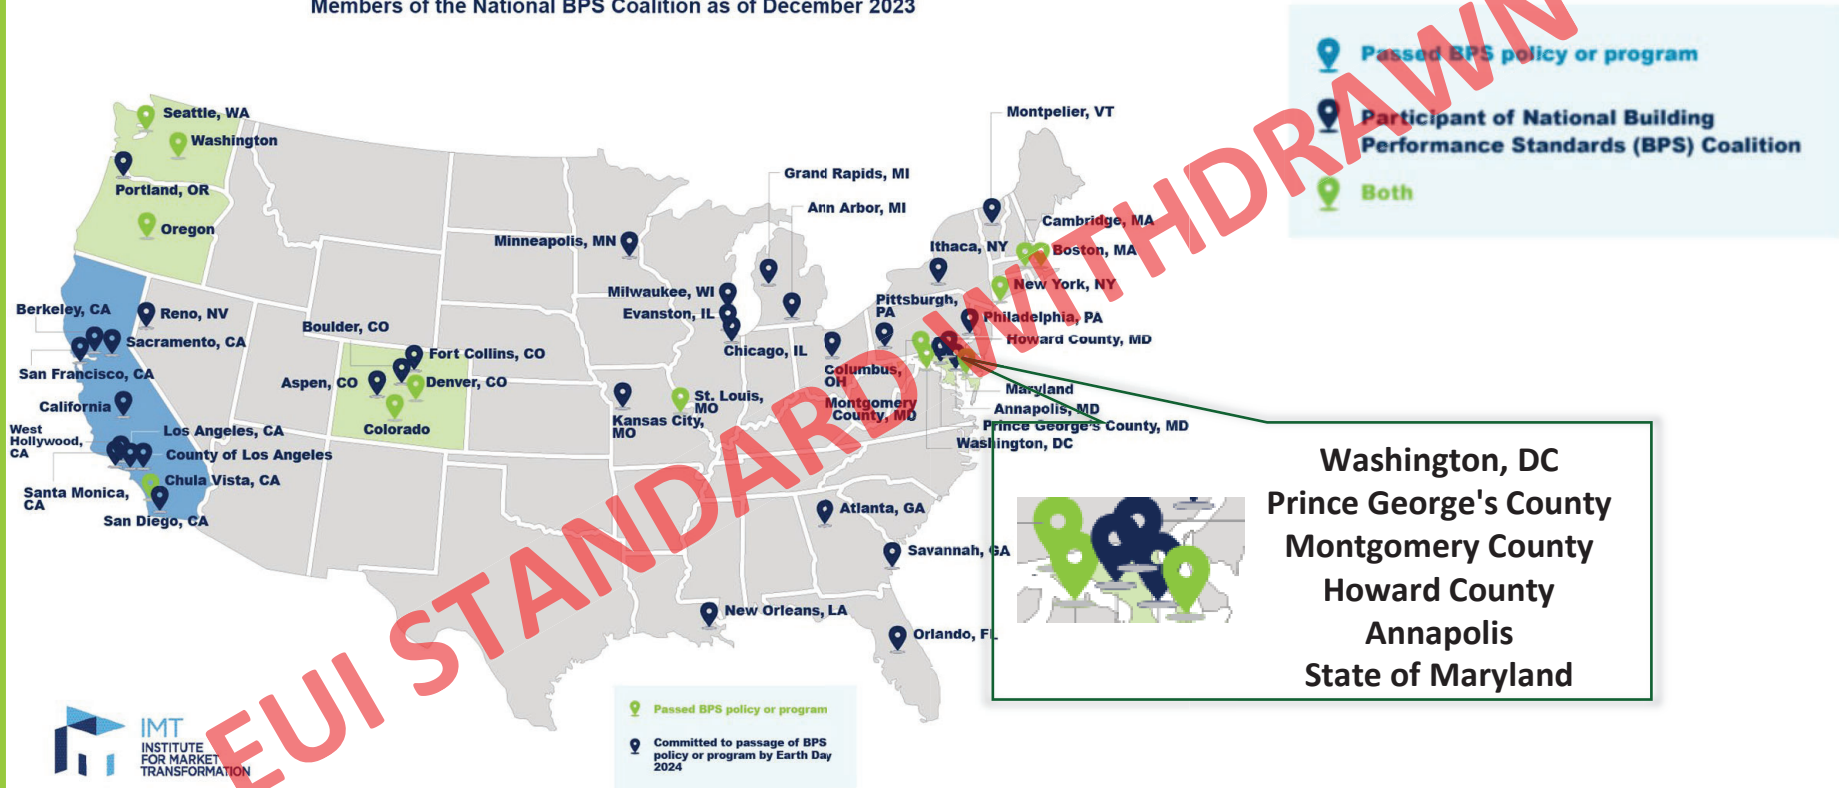 Members of the National BPS Coalition as of December 2023
Passed BPS policy or program
Participant of National Building
Performance Standards (BPS) Coalition
Both
Seattle, WA
Washington
Portland, OR
Oregon
Berkeley, CA
Reno, NV
Sacramento, CA
San Francisco, CA
California
West
Hollywood,
CA
Los Angeles, CA
County of Los Angeles
Santa Monica,
CA
Chula Vista, CA
San Diego, CA
Boulder, CO
Fort Collins, CO
Aspen, CO
Denver, CO
Colorado
Minneapolis, MN
Milwaukee, WI
Evanston, IL
Chicago, IL
Grand Rapids, MI
Ann Arbor, MI
Kansas City,
MO
St. Louis,
MO
Columbus,
OH
Montpelier, VT
Cambridge, MA
Boston, MA
Ithaca, NY
New York, NY
Pittsburgh,
PA
Philadelphia, PA
Howard County, MD
Maryland
Montgomery
County, MD
Annapolis, MD
Prince George's County, MD
Washington, DC
Atlanta, GA
Savannah, GA
New Orleans, LA
Orlando, FL
Washington, DC
Prince George's County
Montgomery County
Howard County
Annapolis
State of Maryland
EUI STANDARD WITHDRAWN
IMT
INSTITUTE
FOR MARKET
TRANSFORMATION
Passed BPS policy or program
Committed to passage of BPS
policy or program by Earth Day
2024